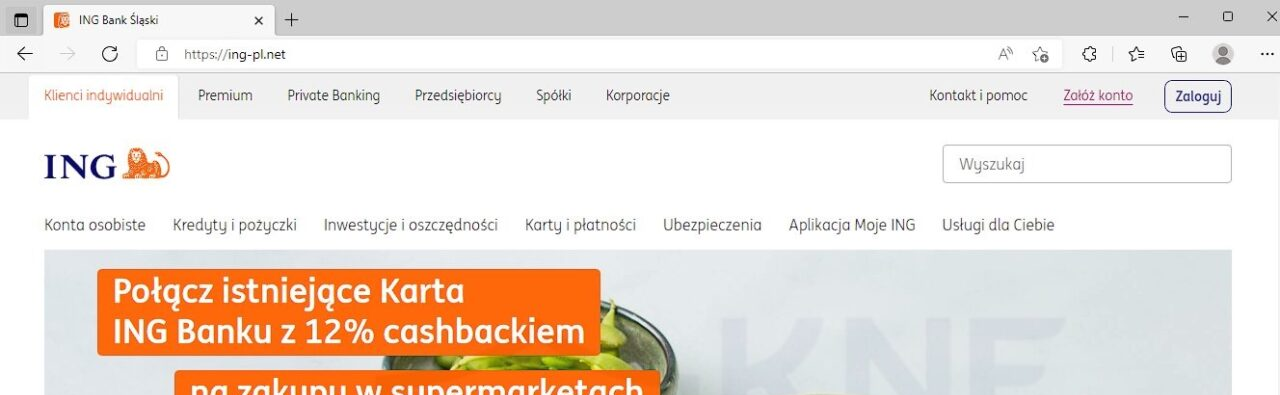 ING Bank Śląski
https://ing-pl.net
Klienci indywidualni Premium Private Banking Przedsiębiorcy Spółki Korporacje Kontakt i pomoc Załóż konto Zaloguj
ING
Wyszukaj
Konta osobiste Kredyty i pożyczki Inwestycje i oszczędności Karty i płatności Ubezpieczenia Aplikacja Moje ING Usługi dla Ciebie
Połącz istniejące Karta
ING Banku z 12% cashbackiem
KNF
na zakupy w supermarketach